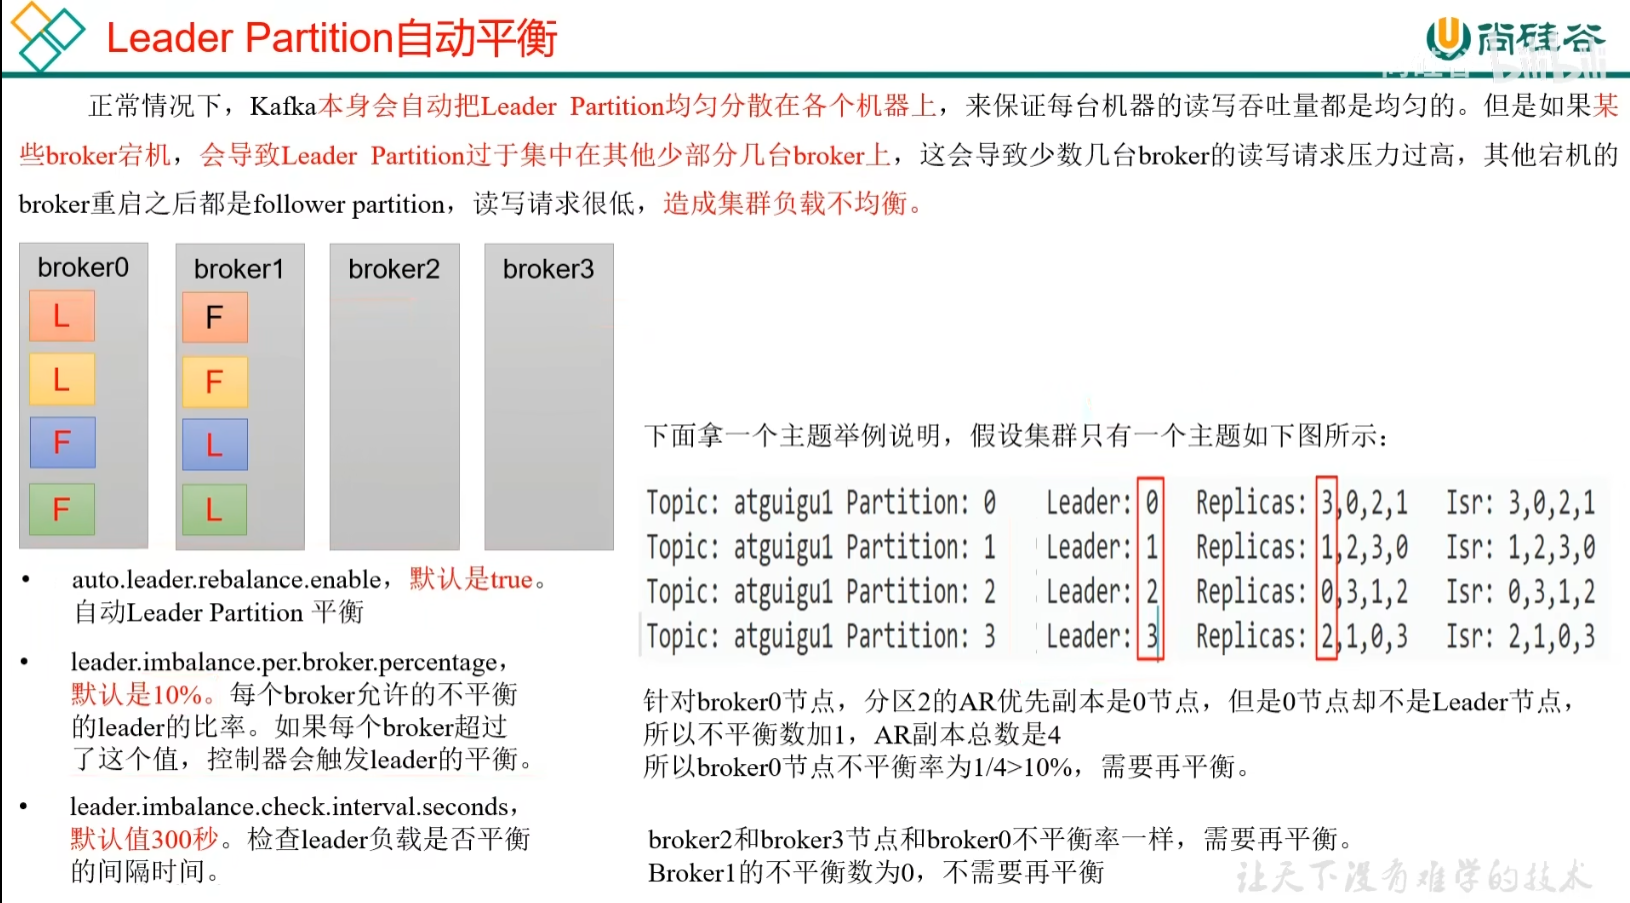 Leader Partition自动平衡
尚硅谷
bilibili
正常情况下，Kafka本身会自动把Leader Partition均匀分散在各个机器上，来保证每台机器的读写吞吐量都是均匀的。但是如果某
些broker宕机，会导致Leader Partition过于集中在其他少部分几台broker上，这会导致少数几台broker的读写请求压力过高，其他宕机的
broker重启之后都是follower partition，读写请求很低，造成集群负载不均衡。
broker0 broker1 broker2 broker3
L F
L F
F L
F L
• auto.leader.rebalance.enable，默认是true。
自动Leader Partition 平衡
• leader.imbalance.per.broker.percentage，
默认是10%。每个broker允许的不平衡
的leader的比率。如果每个broker超过
了这个值，控制器会触发leader的平衡。
• leader.imbalance.check.interval.seconds，
默认值300秒。检查leader负载是否平衡
的间隔时间。
下面拿一个主题举例说明，假设集群只有一个主题如下图所示：
Topic: atguigu1 Partition: 0 Leader: 0 Replicas: 3,0,2,1 Isr: 3,0,2,1
Topic: atguigu1 Partition: 1 Leader: 1 Replicas: 1,2,3,0 Isr: 1,2,3,0
Topic: atguigu1 Partition: 2 Leader: 2 Replicas: 0,3,1,2 Isr: 0,3,1,2
Topic: atguigu1 Partition: 3 Leader: 3 Replicas: 2,1,0,3 Isr: 2,1,0,3
针对broker0节点，分区2的AR优先副本是0节点，但是0节点却不是Leader节点，
所以不平衡数加1，AR副本总数是4
所以broker0节点不平衡率为1/4>10%，需要再平衡。
broker2和broker3节点和broker0不平衡率一样，需要再平衡。
Broker1的不平衡数为0，不需要再平衡
让天下没有难学的技术